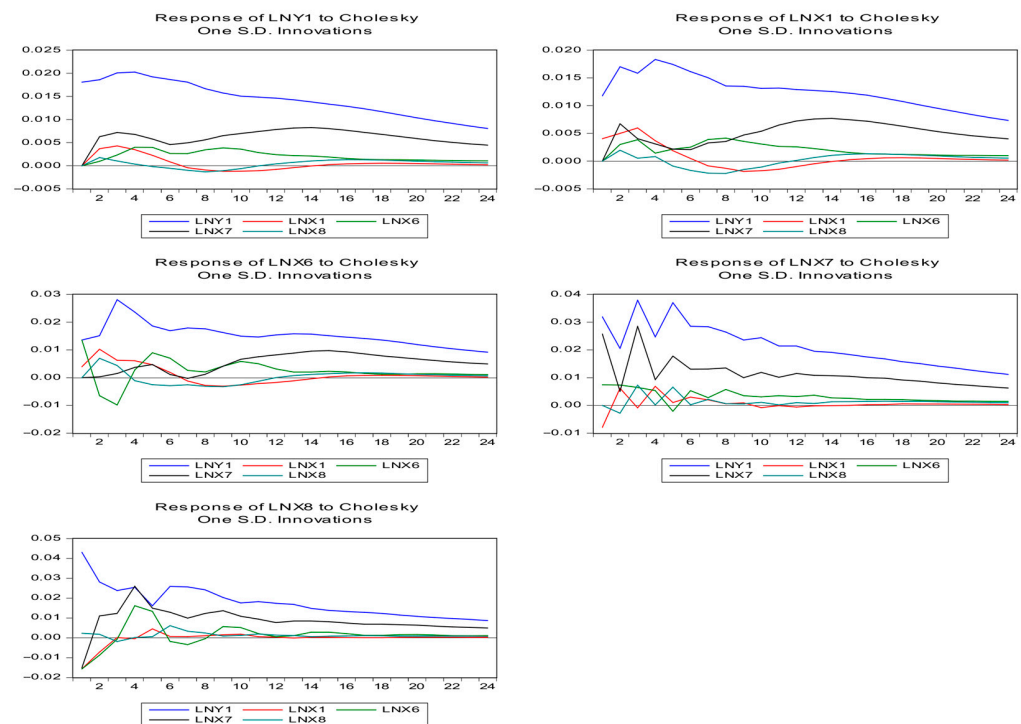 Response of LNY1 to Cholesky
One S.D. Innovations
0.025
0.020
0.015
0.010
0.005
0.000
−0.005
2 4 6 8 10 12 14 16 18 20 22 24
LNY1 LNX1 LNX6
LNX7 LNX8
Response of LNX1 to Cholesky
One S.D. Innovations
0.020
0.015
0.010
0.005
0.000
−0.005
2 4 6 8 10 12 14 16 18 20 22 24
LNY1 LNX1 LNX6
LNX7 LNX8
Response of LNX6 to Cholesky
One S.D. Innovations
0.03
0.02
0.01
0.00
−0.01
−0.02
2 4 6 8 10 12 14 16 18 20 22 24
LNY1 LNX1 LNX6
LNX7 LNX8
Response of LNX7 to Cholesky
One S.D. Innovations
0.04
0.03
0.02
0.01
0.00
−0.01
2 4 6 8 10 12 14 16 18 20 22 24
LNY1 LNX1 LNX6
LNX7 LNX8
Response of LNX8 to Cholesky
One S.D. Innovations
0.05
0.04
0.03
0.02
0.01
0.00
−0.01
−0.02
2 4 6 8 10 12 14 16 18 20 22 24
LNY1 LNX1 LNX6
LNX7 LNX8